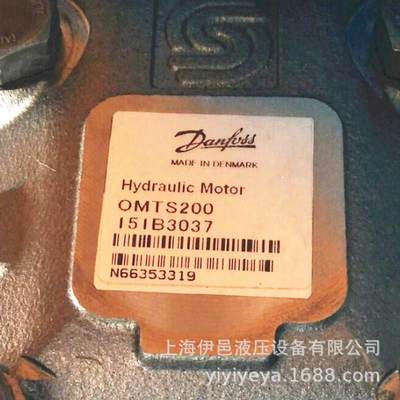 Danfoss
MADE IN DENMARK
Hydraulic Motor
OMTS200
151B3037
N66353319
上海伊邑液压设备有限公司
yiyiyeya.1688.com